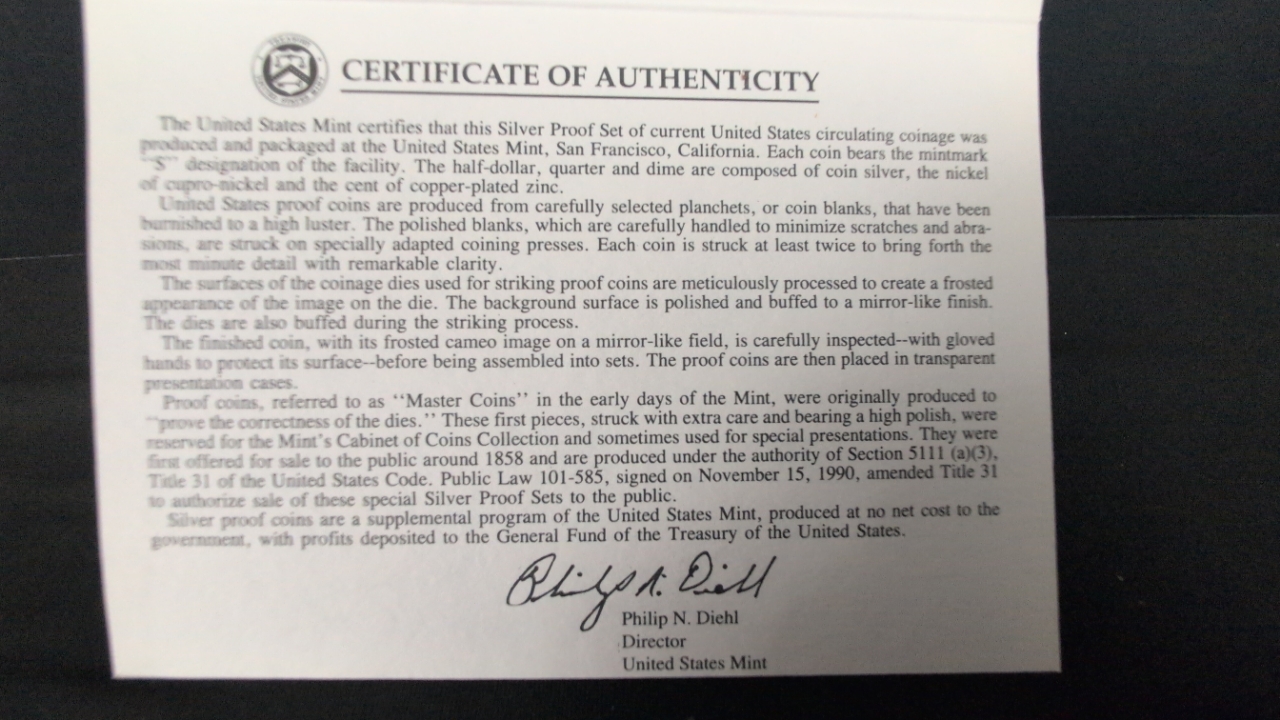 CERTIFICATE OF AUTHENTICITY
The United States Mint certifies that this Silver Proof Set of current United States circulating coinage was
produced and packaged at the United States Mint, San Francisco, California. Each coin bears the mintmark
“S” designation of the facility. The half-dollar, quarter and dime are composed of coin silver, the nickel
of cupro-nickel and the cent of copper-plated zinc.
United States proof coins are produced from carefully selected planchets, or coin blanks, that have been
burnished to a high luster. The polished blanks, which are carefully handled to minimize scratches and abra-
sions, are struck on specially adapted coining presses. Each coin is struck at least twice to bring forth the
most minute detail with remarkable clarity.
The surfaces of the coinage dies used for striking proof coins are meticulously processed to create a frosted
appearance of the image on the die. The background surface is polished and buffed to a mirror-like finish.
The dies are also buffed during the striking process.
The finished coin, with its frosted cameo image on a mirror-like field, is carefully inspected--with gloved
hands to protect its surface--before being assembled into sets. The proof coins are then placed in transparent
presentation cases.
Proof coins, referred to as ‘‘Master Coins’’ in the early days of the Mint, were originally produced to
‘‘prove the correctness of the dies.’’ These first pieces, struck with extra care and bearing a high polish, were
reserved for the Mint's Cabinet of Coins Collection and sometimes used for special presentations. They were
first offered for sale to the public around 1858 and are produced under the authority of Section 5111 (a)(3),
Title 31 of the United States Code. Public Law 101-585, signed on November 15, 1990, amended Title 31
to authorize sale of these special Silver Proof Sets to the public.
Silver proof coins are a supplemental program of the United States Mint, produced at no net cost to the
government, with profits deposited to the General Fund of the Treasury of the United States.
Philip N. Diehl
Philip N. Diehl
Director
United States Mint